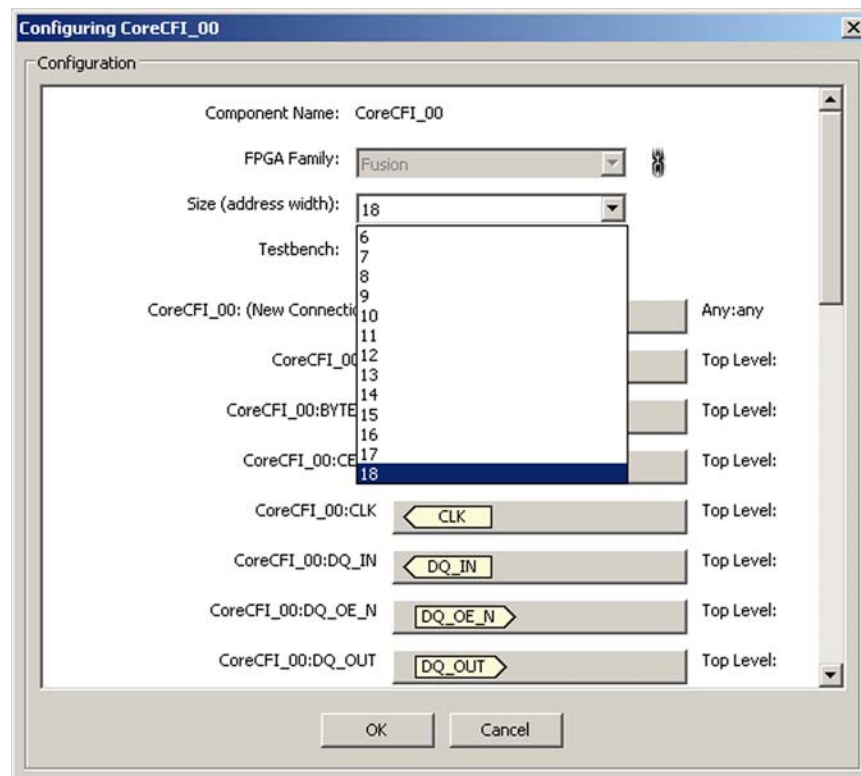 Configuring CoreCFI_00
Configuration
Component Name: CoreCFI_00
FPGA Family: Fusion
Size (address width): 18
Testbench:
6
7
8
9
10
11
12
13
14
15
16
17
18
CoreCFI_00: (New Connecti Any:any
CoreCFI_00 Top Level:
CoreCFI_00:BYTE Top Level:
CoreCFI_00:CE Top Level:
CoreCFI_00:CLK CLK Top Level:
CoreCFI_00:DQ_IN DQ_IN Top Level:
CoreCFI_00:DQ_OE_N DQ_OE_N Top Level:
CoreCFI_00:DQ_OUT DQ_OUT Top Level:
OK Cancel